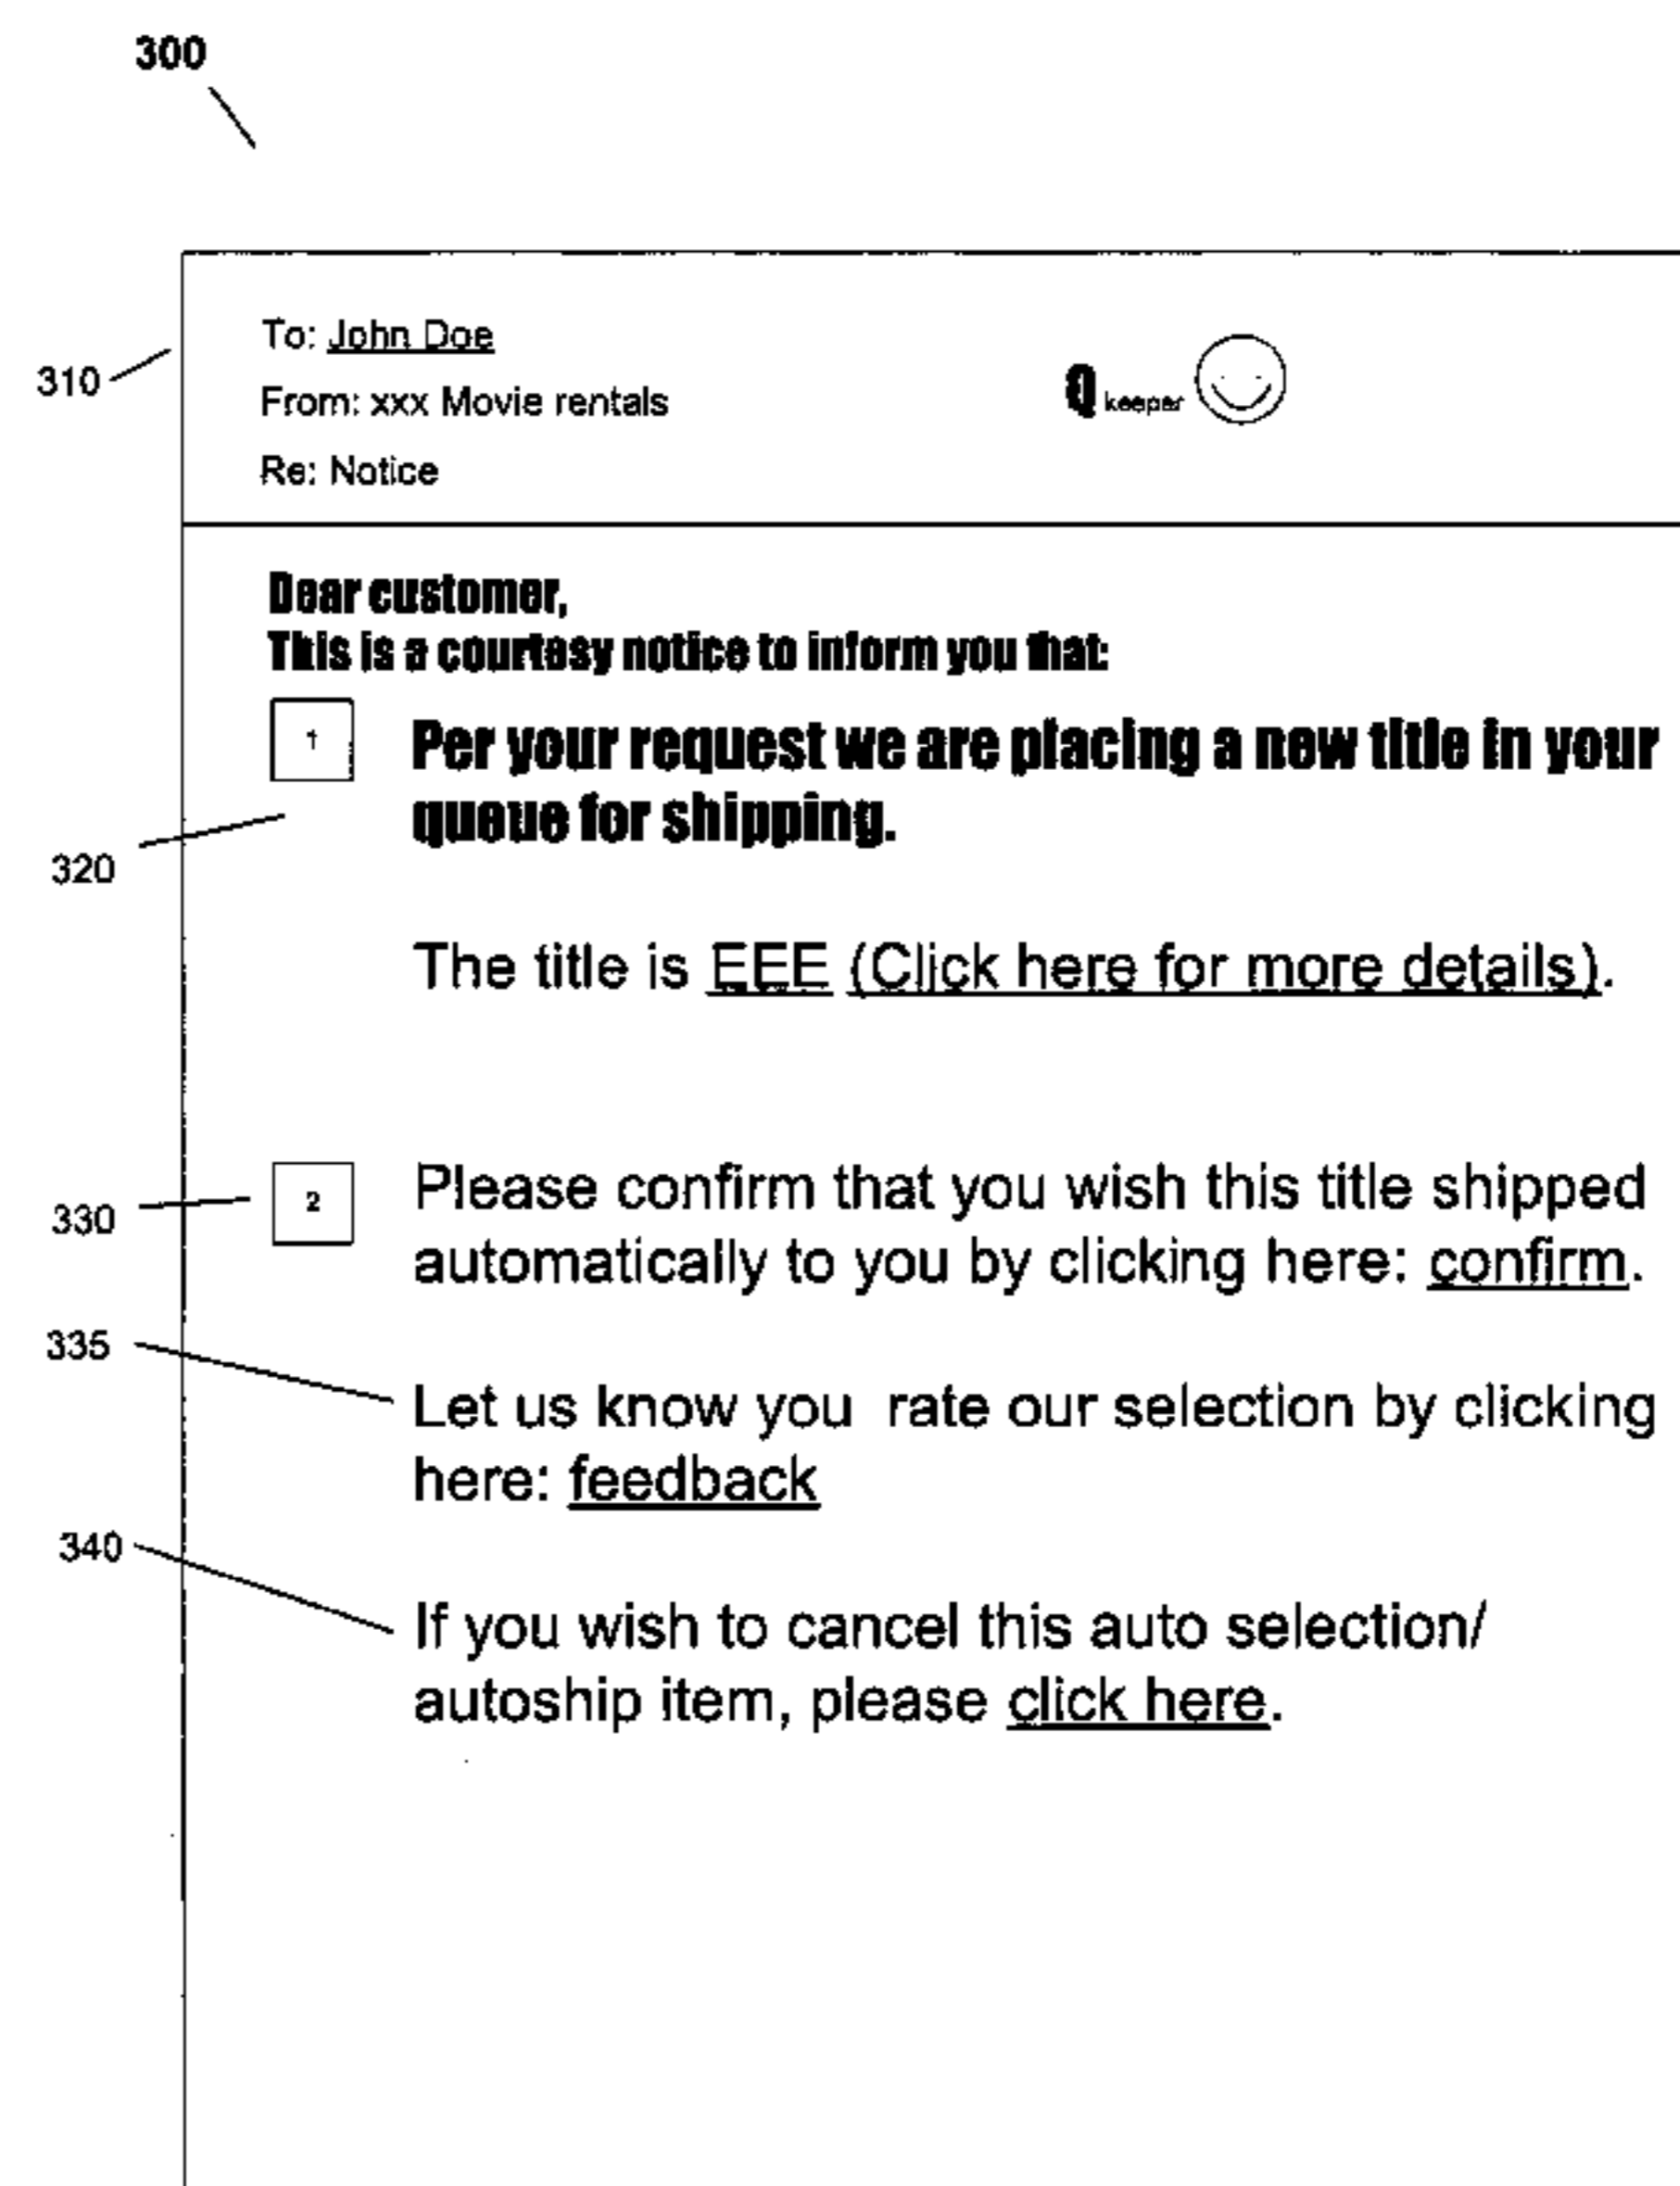 300
310
To: John Doe
From: xxx Movie rentals
Re: Notice
Q keeper
Dear customer,
This is a courtesy notice to inform you that:
1
Per your request we are placing a new title in your
queue for shipping.
320
The title is EEE (Click here for more details).
330
2
Please confirm that you wish this title shipped
automatically to you by clicking here: confirm.
335
Let us know you rate our selection by clicking
here: feedback
340
If you wish to cancel this auto selection/
autoship item, please click here.